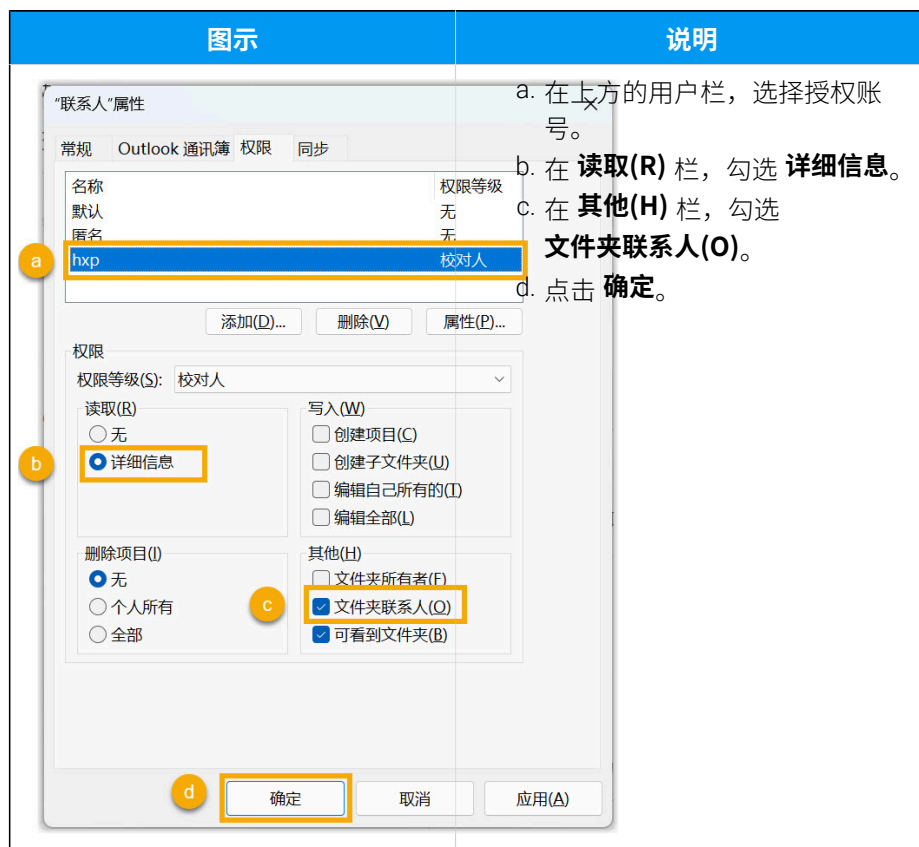 图示
说明
"联系人"属性
常规 Outlook 通讯簿 权限 同步
名称 权限等级
默认 无
匿名 无
a
hxp 校对人
添加(D)... 删除(V) 属性(P)...
权限
权限等级(S): 校对人
读取(R)
无
b
详细信息
写入(W)
创建项目(C)
创建子文件夹(U)
编辑自己所有的(T)
编辑全部(L)
删除项目(I)
无
个人所有
全部
其他(H)
文件夹所有者(F)
c
文件夹联系人(O)
可看到文件夹(B)
d
确定 取消 应用(A)
a. 在上方的用户栏，选择授权账
号。
b. 在 读取(R) 栏，勾选 详细信息。
c. 在 其他(H) 栏，勾选
文件夹联系人(O)。
d. 点击 确定。